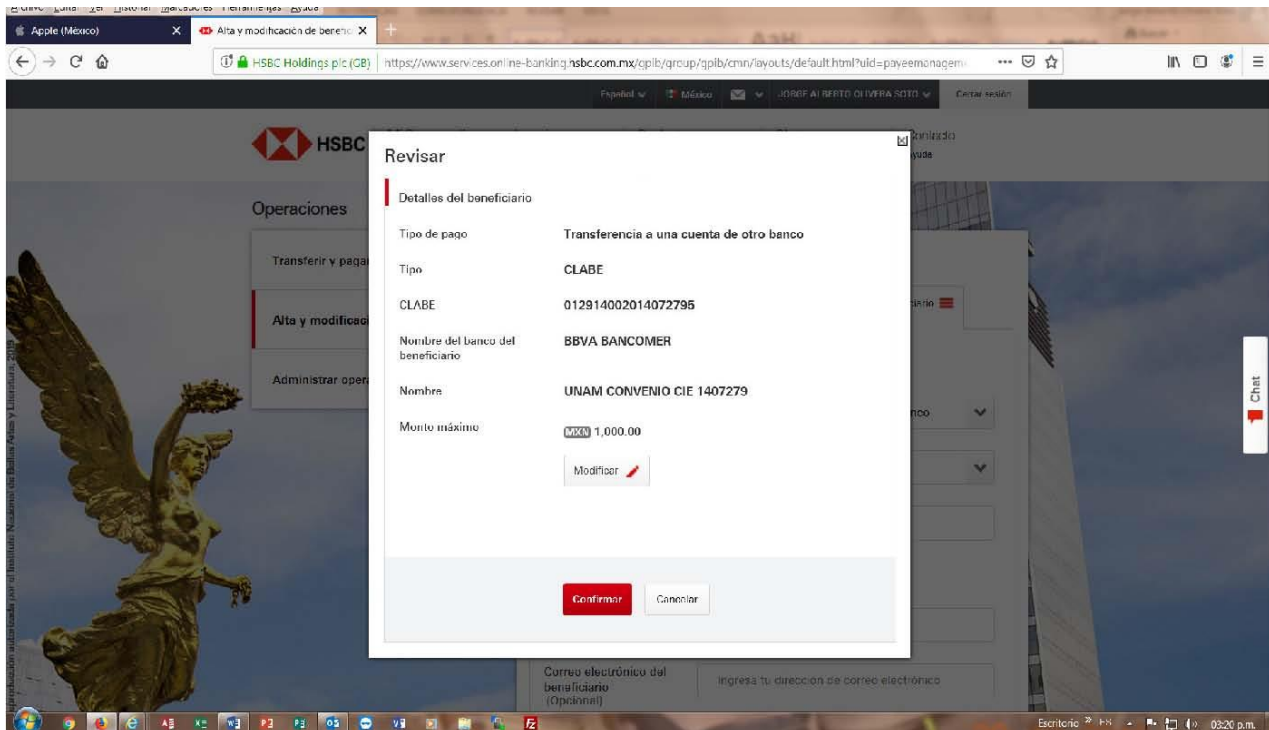 Apple (México)
Alta y modificación de benefic
HSBC Holdings plc (GB)
https://www.services.online-banking.hsbc.com.mx/gpib/group/gpib/cmn/layouts/default.html?uid=payeemanagem
Español
México
JORGE ALBERTO OLIVERA SOTO
Cerrar sesión
HSBC
Revisar
Detalles del beneficiario
Operaciones
Tipo de pago
Transferencia a una cuenta de otro banco
Transferir y pagar
Tipo
CLABE
CLABE
012914002014072795
Alta y modificaci
Nombre del banco del
beneficiario
BBVA BANCOMER
Administrar opera
Nombre
UNAM CONVENIO CIE 1407279
Monto máximo
MXN 1,000.00
Modificar
Chat
Confirmar
Cancelar
Correo electrónico del
beneficiario
(Opcional)
Ingresa tu dirección de correo electrónico
Escritorio
03:20 p.m.